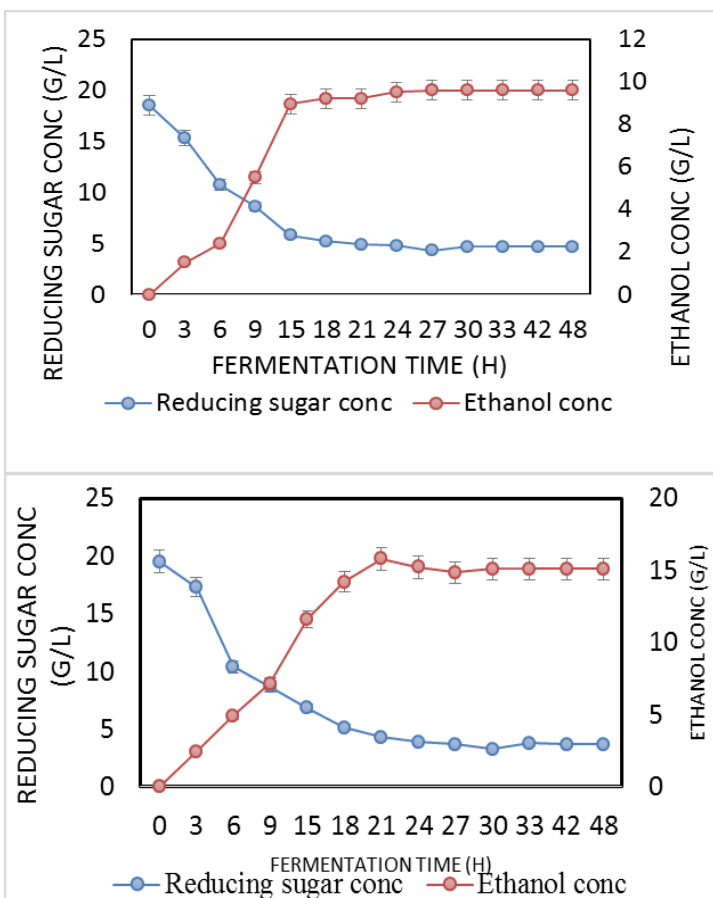 REDUCING SUGAR CONC (G/L)
25
20
15
10
5
0
12
10
8
6
4
2
0
ETHANOL CONC (G/L)
0 3 6 9 15 18 21 24 27 30 33 42 48
FERMENTATION TIME (H)
Reducing sugar conc Ethanol conc
REDUCING SUGAR CONC
(G/L)
25
20
15
10
5
0
20
15
10
5
0
ETHANOL CONC (G/L)
0 3 6 9 15 18 21 24 27 30 33 42 48
FERMENTATION TIME (H)
Reducing sugar conc Ethanol conc